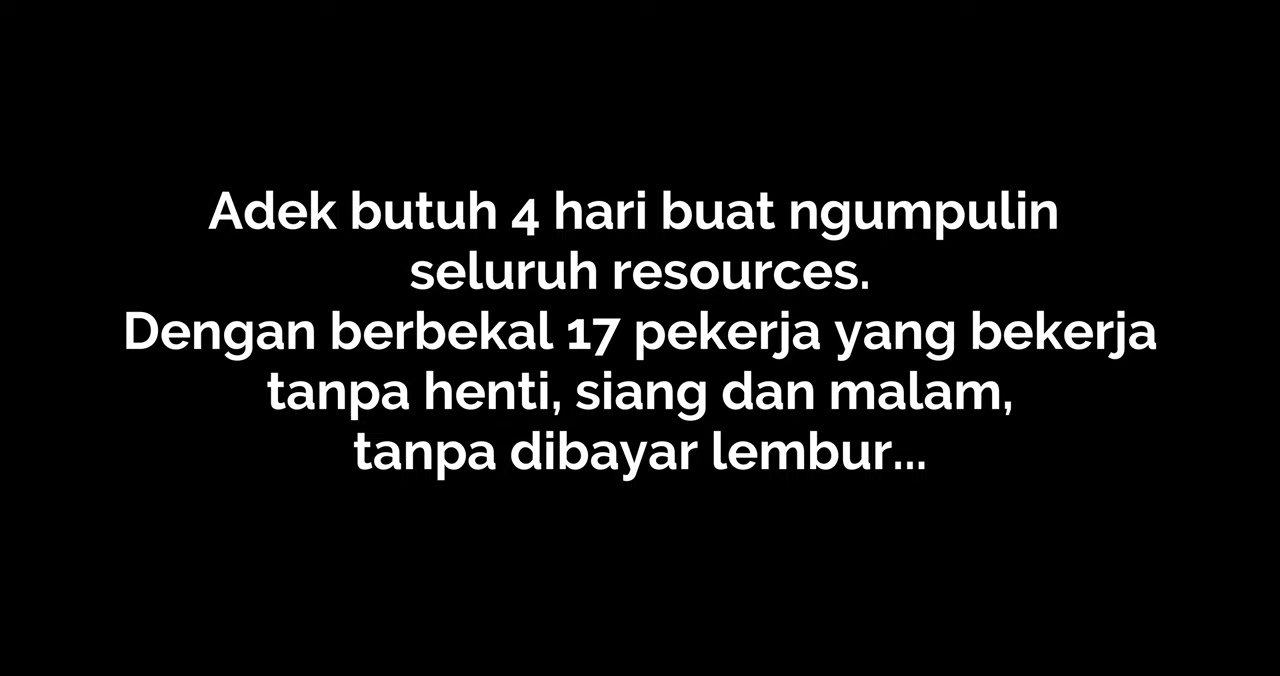 Adek butuh 4 hari buat ngumpulin
seluruh resources.
Dengan berbekal 17 pekerja yang bekerja
tanpa henti, siang dan malam,
tanpa dibayar lembur...